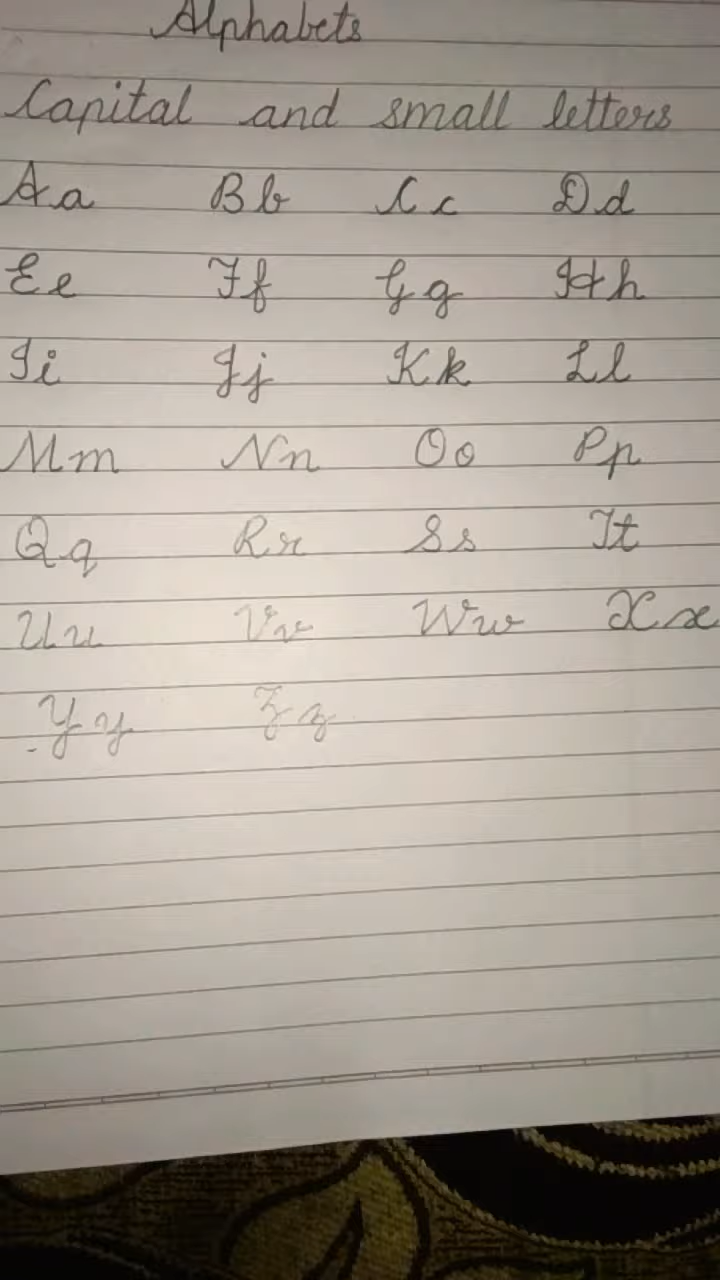 Alphabets
Capital and small letters
Aa Bb Cc Dd
Ee Ff Gg Hh
Ii Jj Kk Ll
Mm Nn Oo Pp
Qq Rr Ss Tt
Uu Vv Ww Xx
Yy Zz